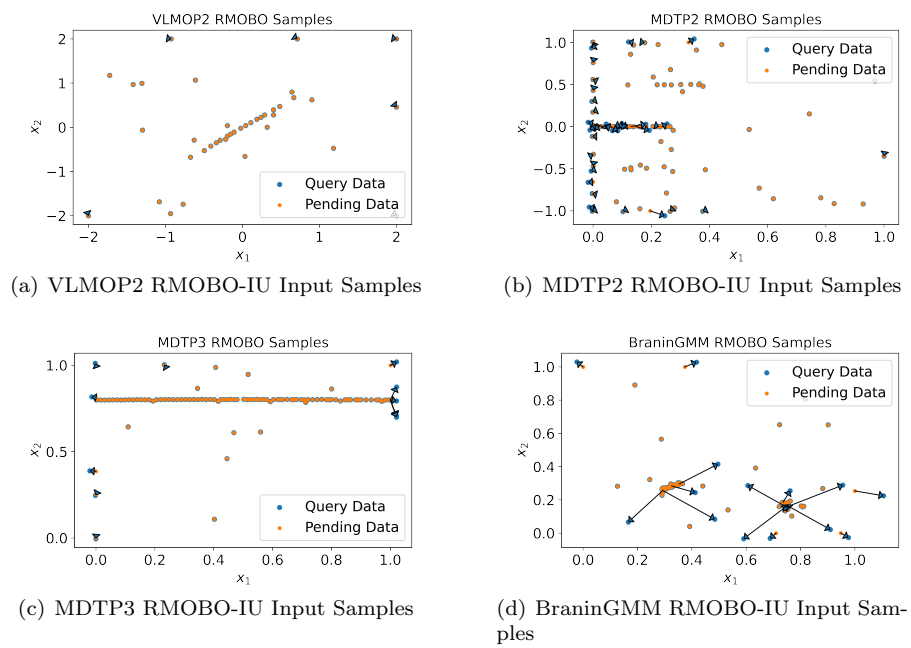 VLMOP2 RMOBO Samples
2
1
0
−1
−2
x2
−2
−1
0
1
2
x1
Query Data
Pending Data
(a) VLMOP2 RMOBO-IU Input Samples
MDTP2 RMOBO Samples
1.0
0.5
0.0
−0.5
−1.0
x2
0.0
0.2
0.4
0.6
0.8
1.0
x1
Query Data
Pending Data
(b) MDTP2 RMOBO-IU Input Samples
MDTP3 RMOBO Samples
1.0
0.5
0.0
x2
0.0
0.2
0.4
0.6
0.8
1.0
x1
Query Data
Pending Data
(c) MDTP3 RMOBO-IU Input Samples
BraninGMM RMOBO Samples
1.0
0.8
0.6
0.4
0.2
0.0
x2
0.0
0.2
0.4
0.6
0.8
1.0
x1
Query Data
Pending Data
(d) BraninGMM RMOBO-IU Input Sam-
ples